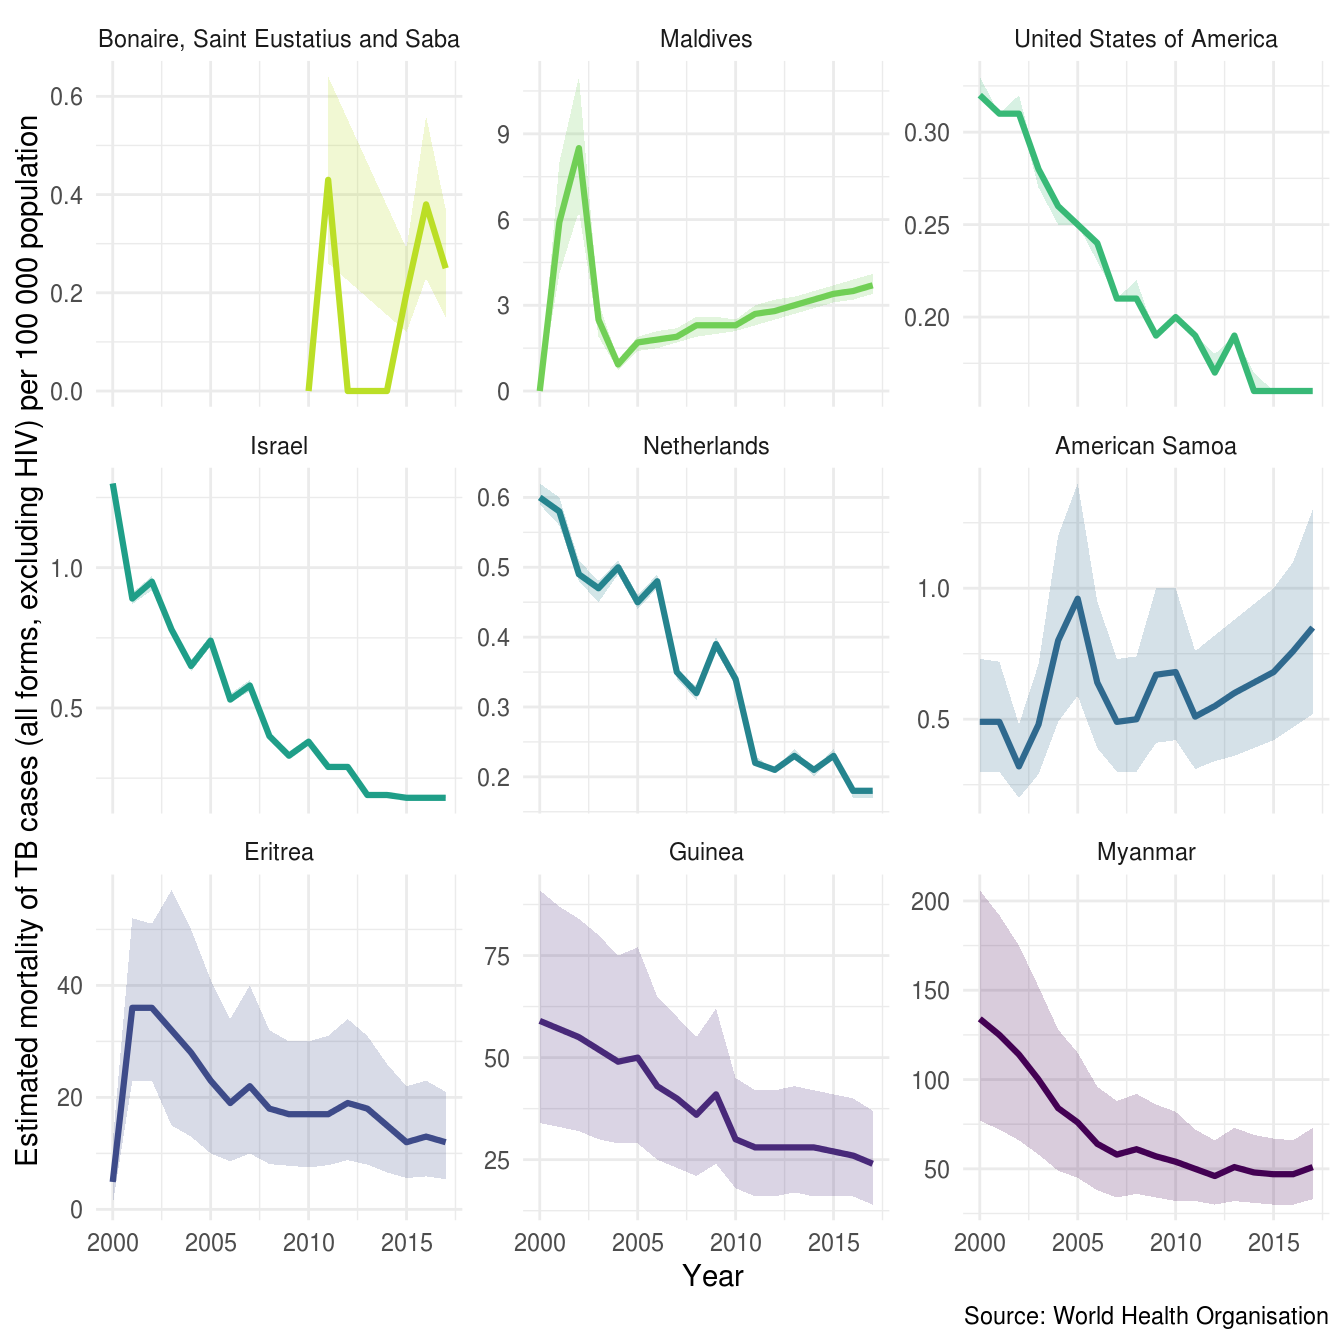 Estimated mortality of TB cases (all forms, excluding HIV) per 100 000 population
Bonaire, Saint Eustatius and Saba
0.6
0.4
0.2
0.0
Maldives
9
6
3
0
United States of America
0.30
0.25
0.20
Israel
1.0
0.5
Netherlands
0.6
0.5
0.4
0.3
0.2
American Samoa
1.0
0.5
Eritrea
40
20
0
2000 2005 2010 2015
Guinea
75
50
25
2000 2005 2010 2015
Myanmar
200
150
100
50
2000 2005 2010 2015
Year
Source: World Health Organisation